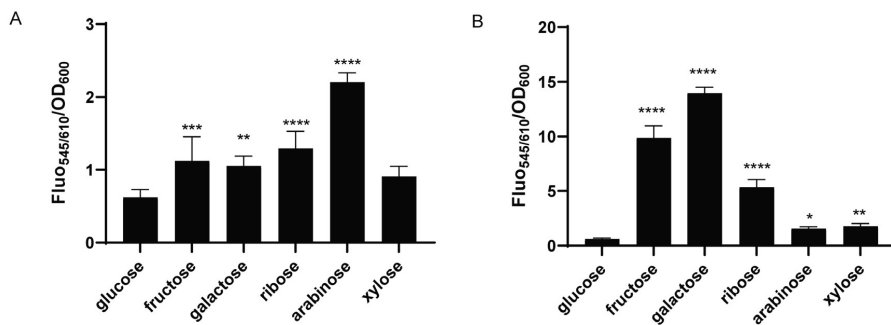 A
Fluo545/610/OD600
3
2
1
0
***
**
****
****
glucose
fructose
galactose
ribose
arabinose
xylose
B
Fluo545/610/OD600
20
15
10
5
0
****
****
****
*
**
glucose
fructose
galactose
ribose
arabinose
xylose